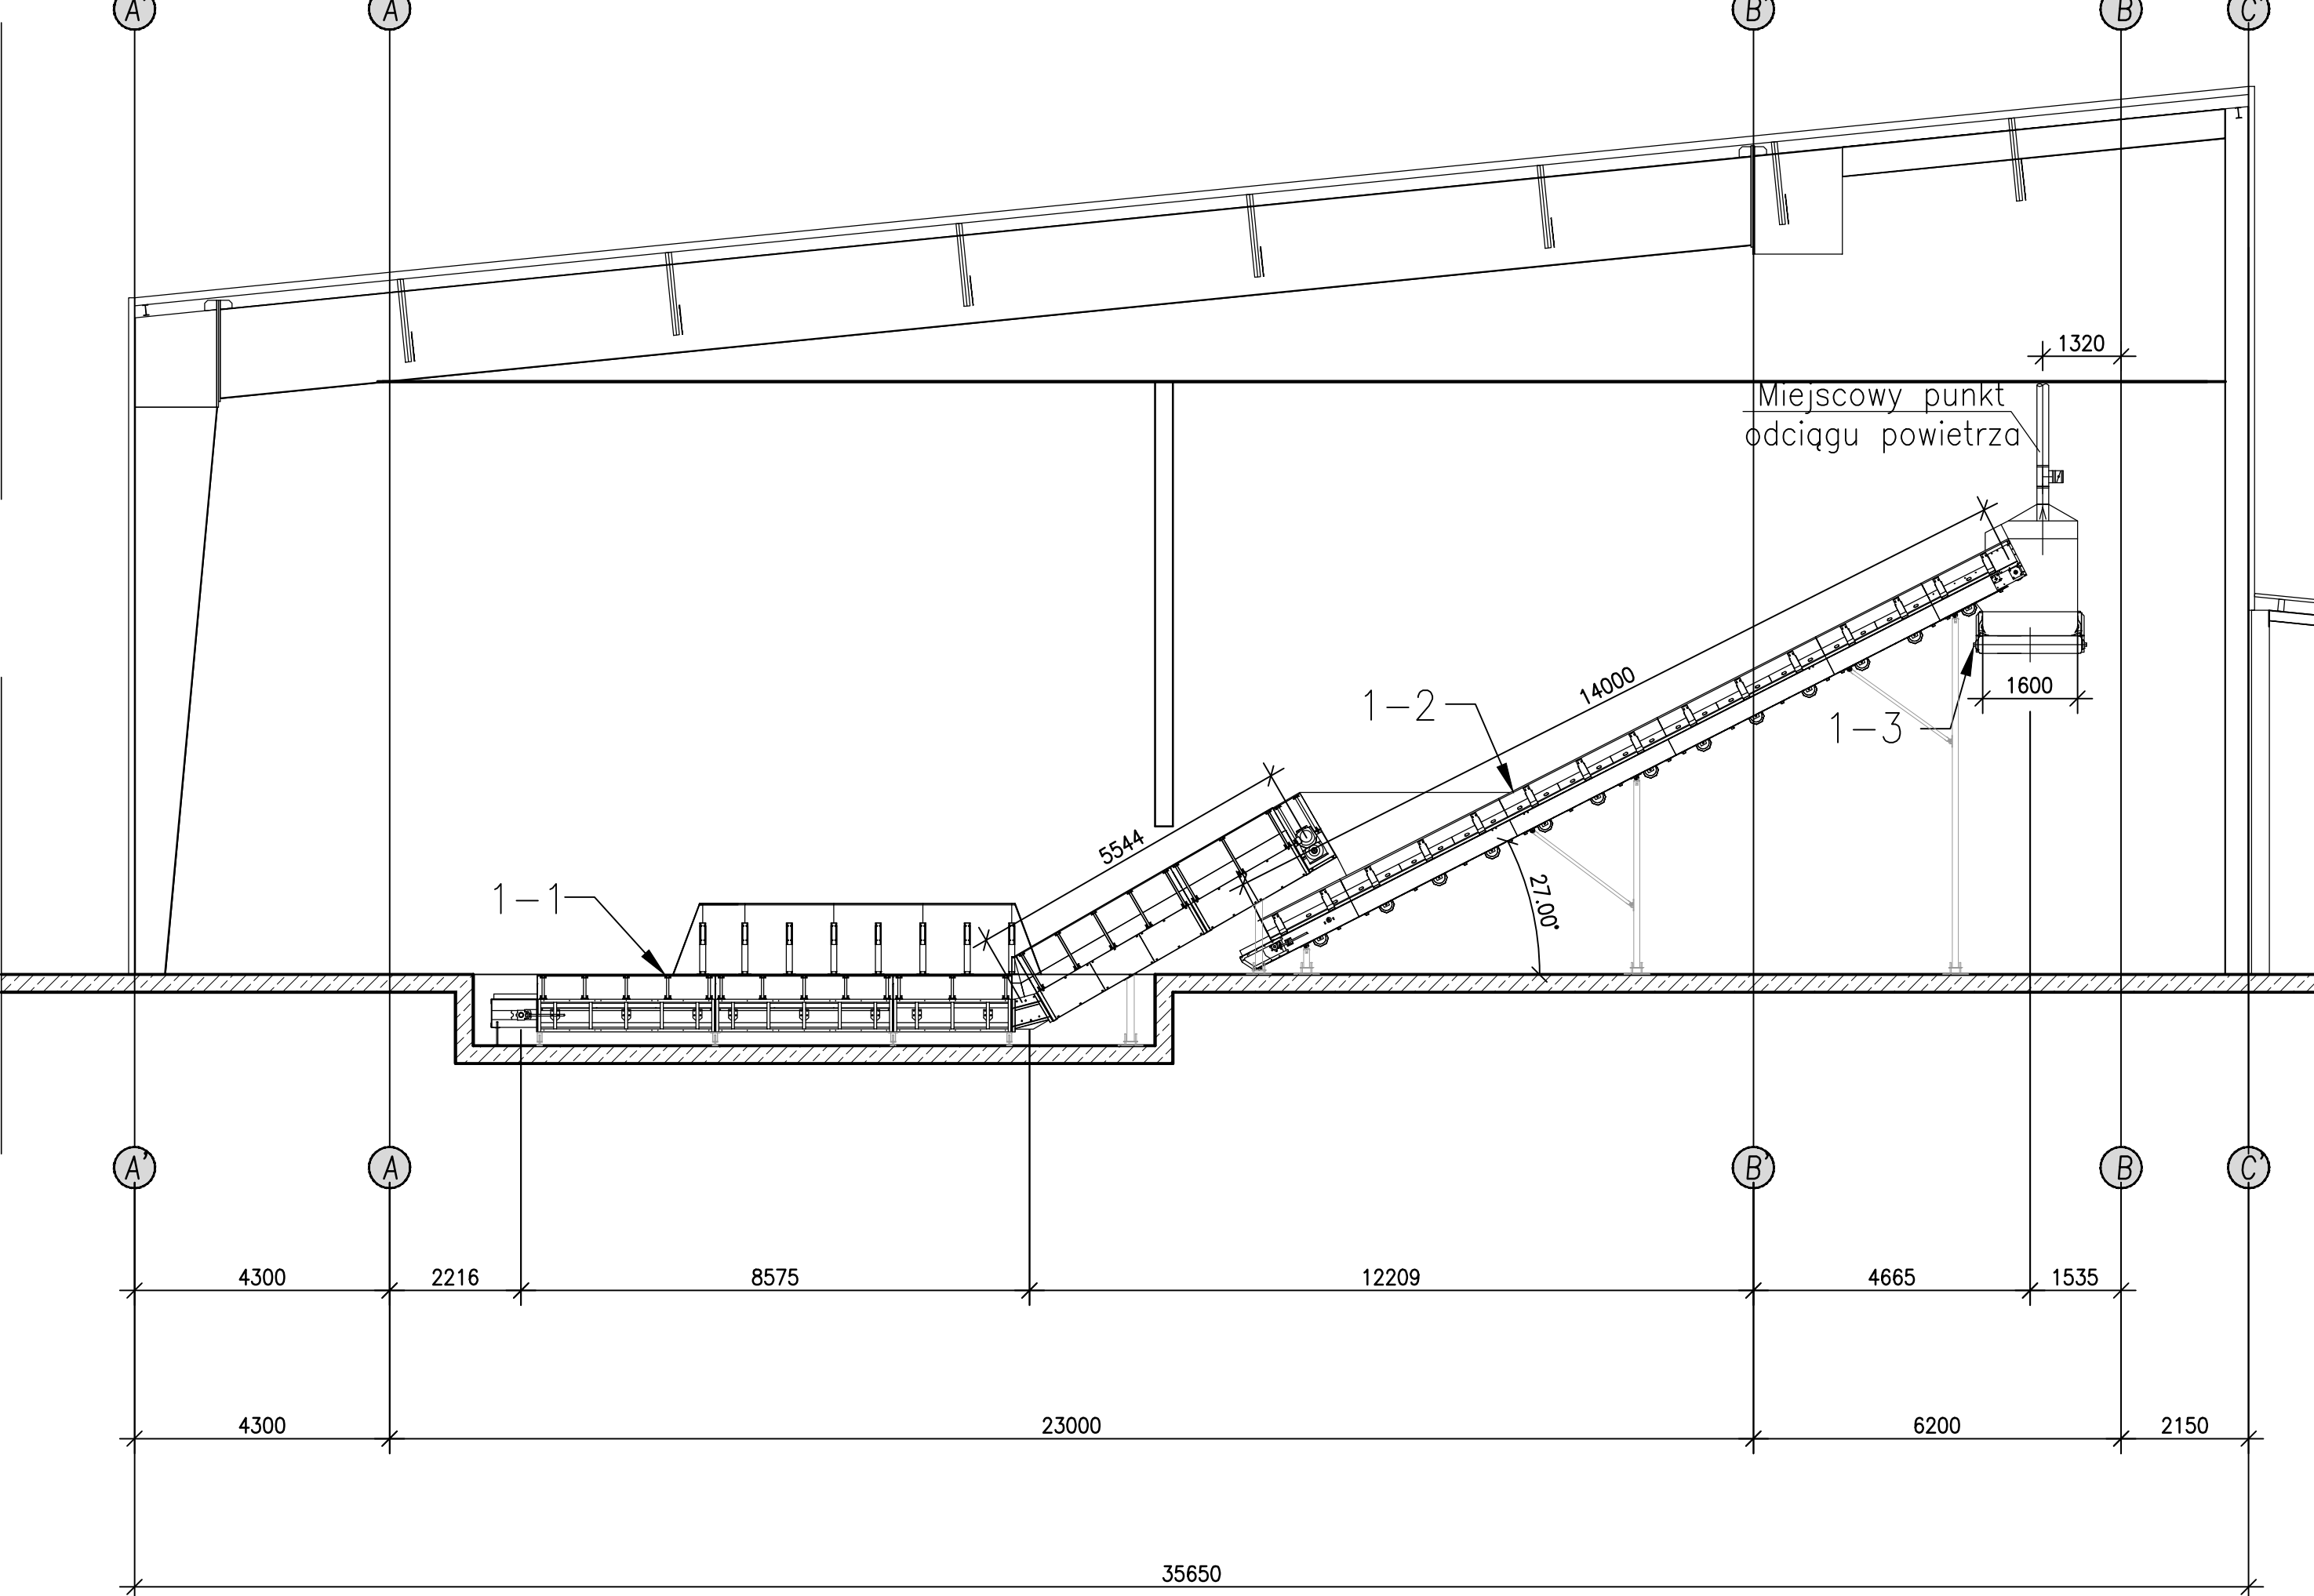 A' A B' B C'
1320
Miejscowy punkt
odciągu powietrza
14000
1-2
1600
1-3
5544
27.00°
1-1
A' A B' B C'
4300 2216 8575 12209 4665 1535
4300 23000 6200 2150
35650